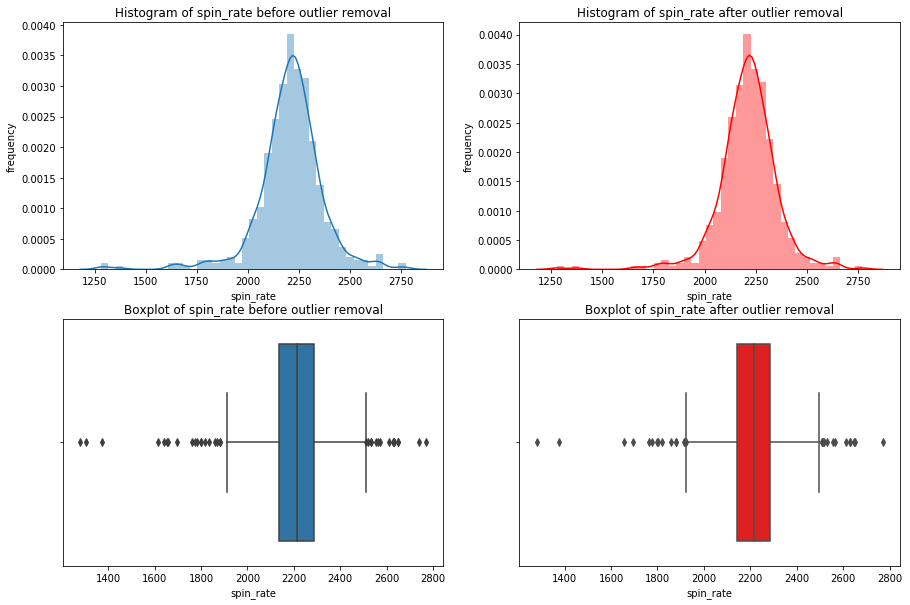 Histogram of spin_rate before outlier removal
0.0040
0.0035
0.0030
0.0025
0.0020
0.0015
0.0010
0.0005
0.0000
frequency
1250 1500 1750 2000 2250 2500 2750
spin_rate
Histogram of spin_rate after outlier removal
0.0040
0.0035
0.0030
0.0025
0.0020
0.0015
0.0010
0.0005
0.0000
frequency
1250 1500 1750 2000 2250 2500 2750
spin_rate
Boxplot of spin_rate before outlier removal
1400 1600 1800 2000 2200 2400 2600 2800
spin_rate
Boxplot of spin_rate after outlier removal
1400 1600 1800 2000 2200 2400 2600 2800
spin_rate